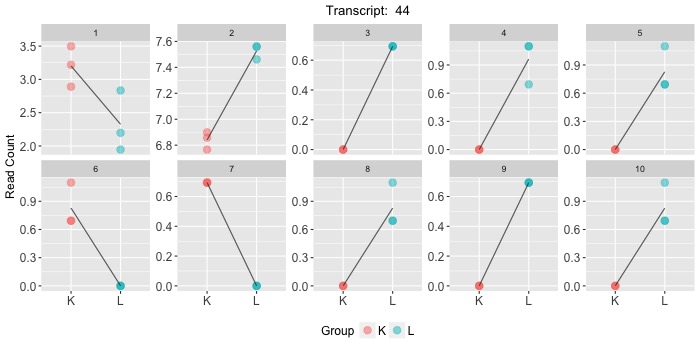 Transcript: 44
1 2 3 4 5
3.5 7.6
3.0 7.4 0.6 0.9 0.9
7.2 0.4 0.6 0.6
2.5 7.0 0.2 0.3 0.3
2.0 6.8 0.0 0.0 0.0
Read Count
6 7 8 9 10
0.9 0.6 0.9 0.6 0.9
0.6 0.4 0.6 0.4 0.6
0.3 0.2 0.3 0.2 0.3
0.0 0.0 0.0 0.0 0.0
K L K L K L K L K L
Group K L